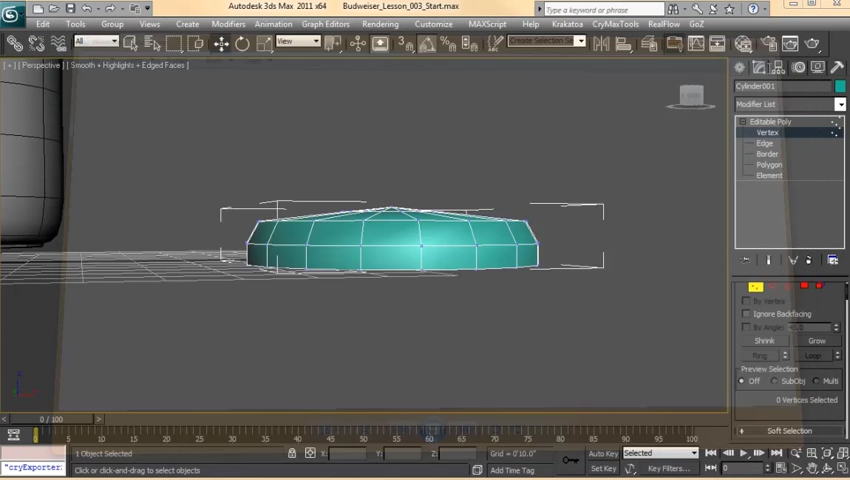 Autodesk 3ds Max 2011 x64 Budweiser_Lesson_003_Start.max
Type a keyword or phrase
Edit Tools Group Views Create Modifiers Animation Graph Editors Rendering Customize MAXScript Help Krakatoa CryMaxTools RealFlow GoZ
All View 3 Create Selection Se
[ + ] [ Perspective ] [ Smooth + Highlights + Edged Faces ]
Cylinder001
Modifier List
Editable Poly
Vertex
Edge
Border
Polygon
Element
By Vertex
Ignore Backfacing
By Angle:
Shrink Grow
Ring Loop
Preview Selection
Off SubObj Multi
0 Vertices Selected
Soft Selection
0 / 100
0 5 10 15 20 25 30 35 40 45 50 55 60 65 70 75 80 85 90 95 100
1 Object Selected X: Y: Z: Grid = 0'10.0" Auto Key Selected
"cryExporter: Click or click-and-drag to select objects Add Time Tag Set Key Key Filters... 0